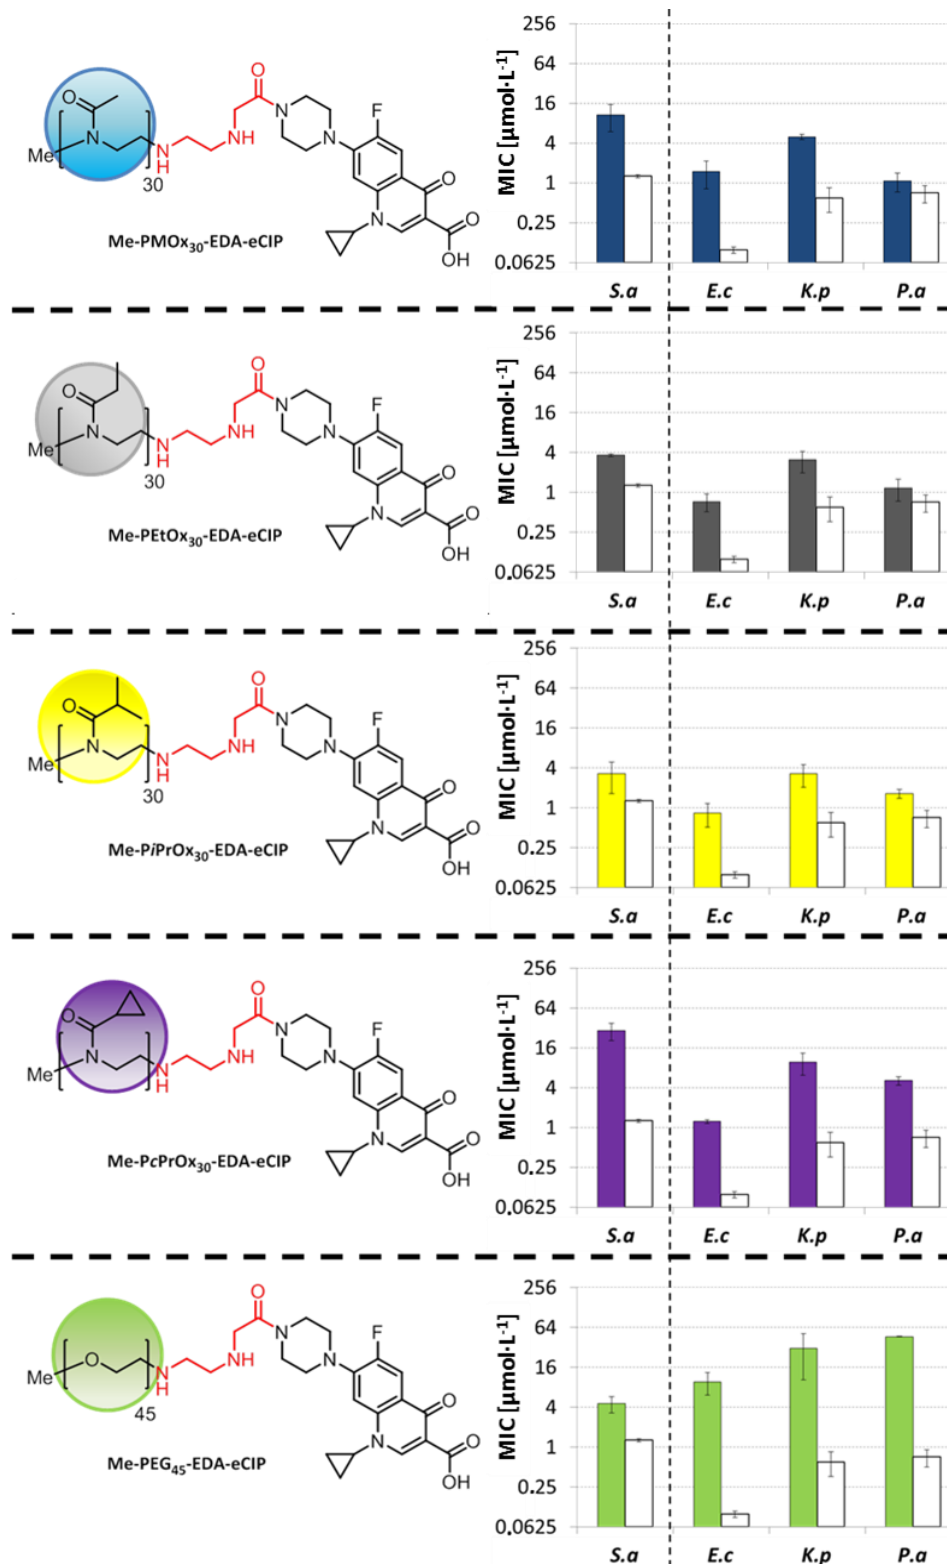 O
N
Me
30
N
H
NH
O
N
N
F
O
N
O
OH
Me-PMOx₃₀-EDA-eCIP
MIC [µmol·L⁻¹]
256
64
16
4
1
0.25
0.0625
S.a E.c K.p P.a
O
N
Me
30
N
H
NH
O
N
N
F
O
N
O
OH
Me-PEtOx₃₀-EDA-eCIP
MIC [µmol·L⁻¹]
256
64
16
4
1
0.25
0.0625
S.a E.c K.p P.a
O
N
Me
30
N
H
NH
O
N
N
F
O
N
O
OH
Me-PiPrOx₃₀-EDA-eCIP
MIC [µmol·L⁻¹]
256
64
16
4
1
0.25
0.0625
S.a E.c K.p P.a
O
N
Me
30
N
H
NH
O
N
N
F
O
N
O
OH
Me-PcPrOx₃₀-EDA-eCIP
MIC [µmol·L⁻¹]
256
64
16
4
1
0.25
0.0625
S.a E.c K.p P.a
O
Me
45
N
H
NH
O
N
N
F
O
N
O
OH
Me-PEG₄₅-EDA-eCIP
MIC [µmol·L⁻¹]
256
64
16
4
1
0.25
0.0625
S.a E.c K.p P.a